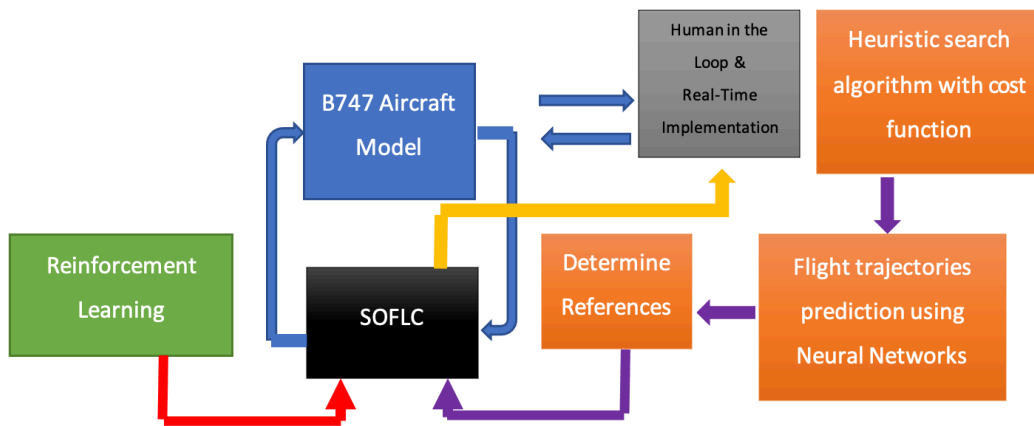 Human in the
Loop &
Real-Time
Implementation
Heuristic search
algorithm with cost
function
B747 Aircraft
Model
Reinforcement
Learning
SOFLC
Determine
References
Flight trajectories
prediction using
Neural Networks